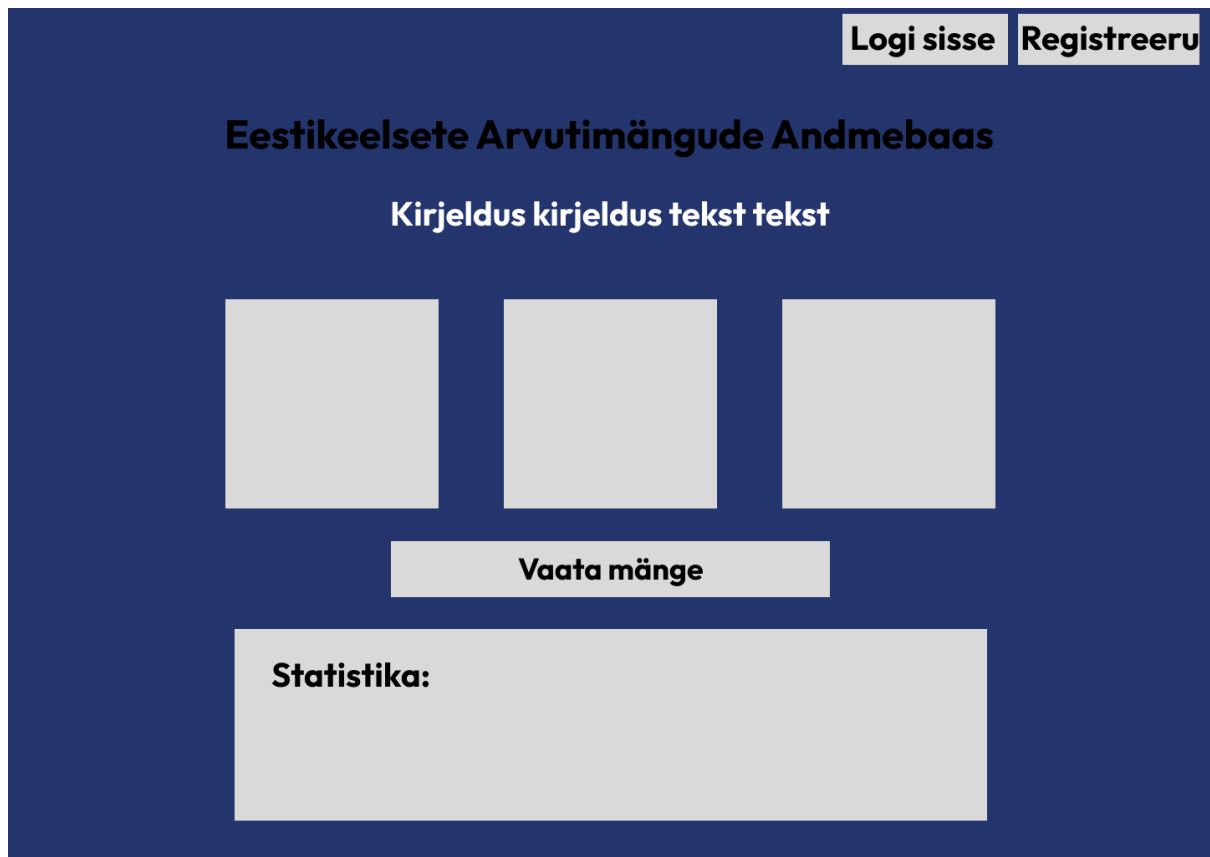 Logi sisse
Registreeru
Eestikeelsete Arvutimängude Andmebaas
Kirjeldus kirjeldus tekst tekst
Vaata mänge
Statistika: